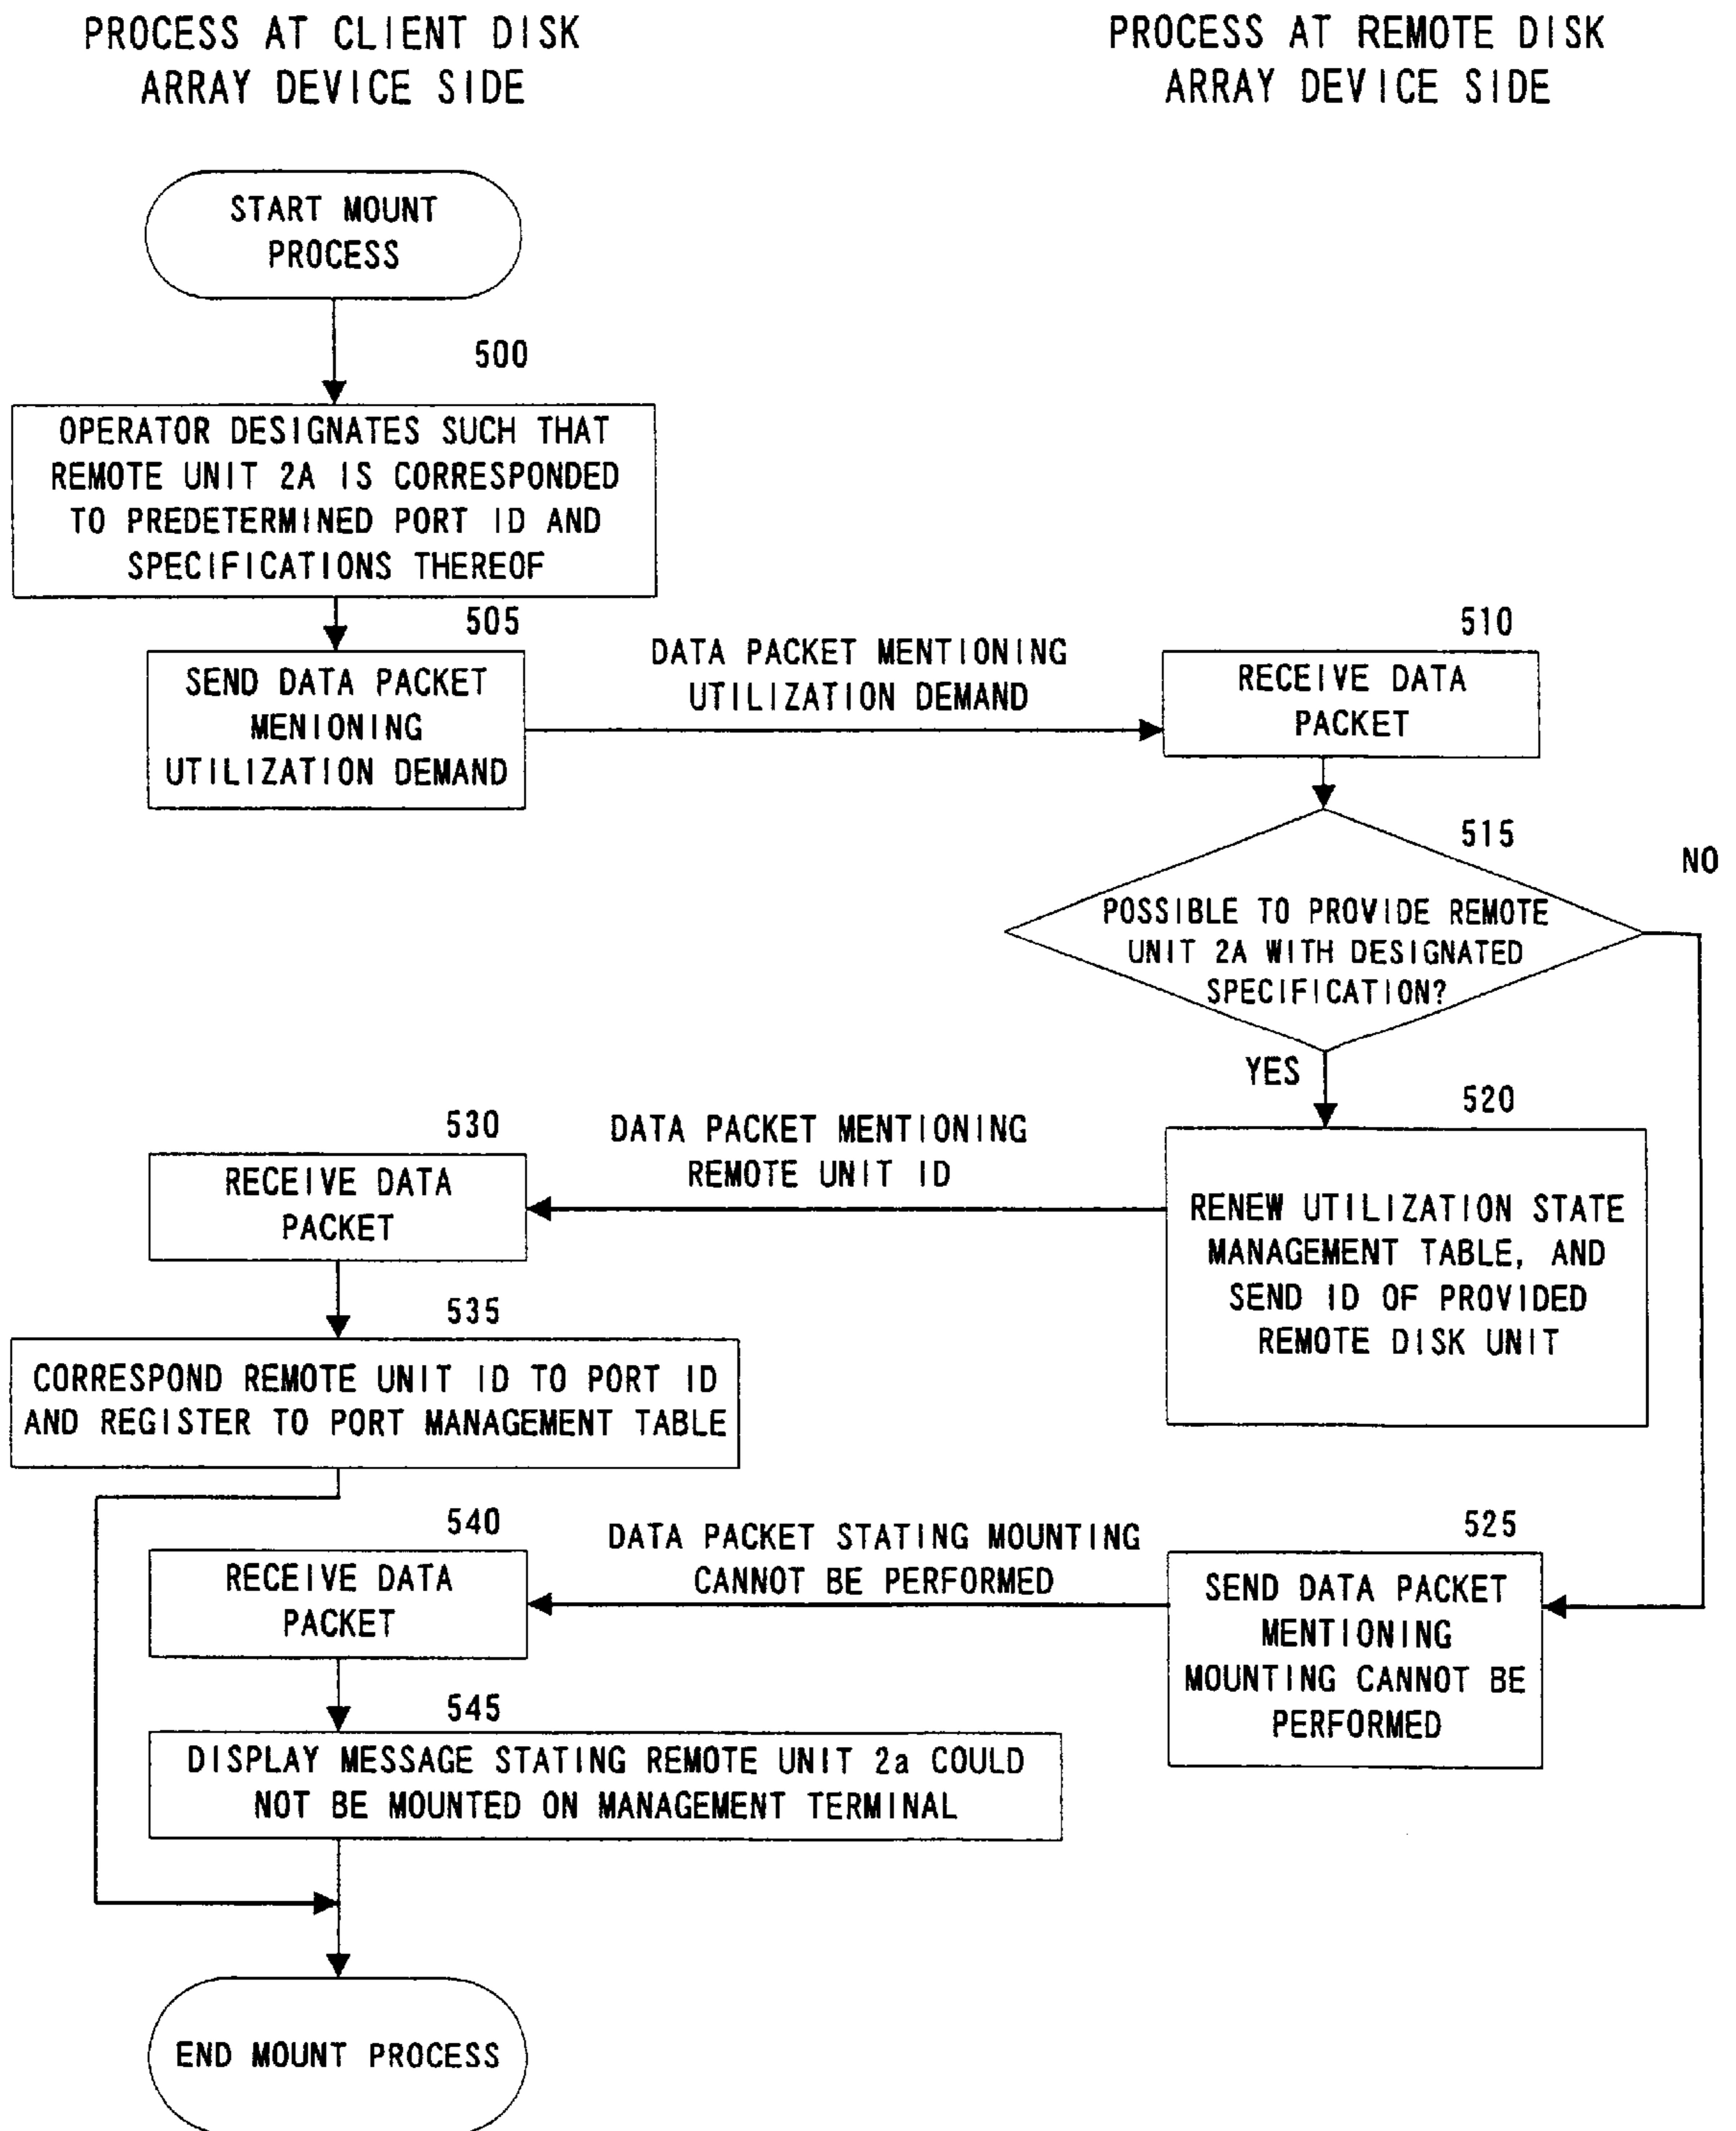 PROCESS AT CLIENT DISK
ARRAY DEVICE SIDE
PROCESS AT REMOTE DISK
ARRAY DEVICE SIDE
START MOUNT
PROCESS
500
OPERATOR DESIGNATES SUCH THAT
REMOTE UNIT 2A IS CORRESPONDED
TO PREDETERMINED PORT ID AND
SPECIFICATIONS THEREOF
505
SEND DATA PACKET
MENIONING
UTILIZATION DEMAND
DATA PACKET MENTIONING
UTILIZATION DEMAND
510
RECEIVE DATA
PACKET
515
NO
POSSIBLE TO PROVIDE REMOTE
UNIT 2A WITH DESIGNATED
SPECIFICATION?
YES
520
RENEW UTILIZATION STATE
MANAGEMENT TABLE, AND
SEND ID OF PROVIDED
REMOTE DISK UNIT
DATA PACKET MENTIONING
REMOTE UNIT ID
530
RECEIVE DATA
PACKET
535
CORRESPOND REMOTE UNIT ID TO PORT ID
AND REGISTER TO PORT MANAGEMENT TABLE
525
SEND DATA PACKET
MENTIONING
MOUNTING CANNOT BE
PERFORMED
DATA PACKET STATING MOUNTING
CANNOT BE PERFORMED
540
RECEIVE DATA
PACKET
545
DISPLAY MESSAGE STATING REMOTE UNIT 2a COULD
NOT BE MOUNTED ON MANAGEMENT TERMINAL
END MOUNT PROCESS